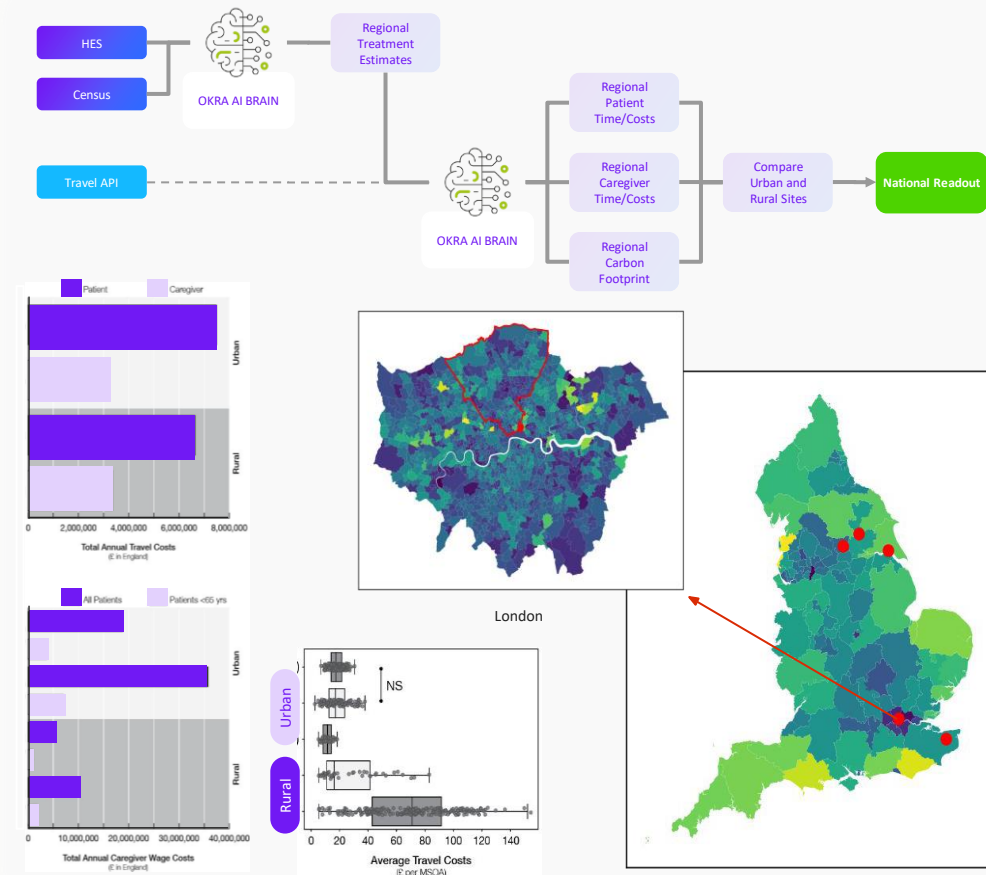 HES
Census
OKRA AI BRAIN
Regional
Treatment
Estimates
Travel API
OKRA AI BRAIN
Regional
Patient
Time/Costs
Regional
Caregiver
Time/Costs
Regional
Carbon
Footprint
Compare
Urban and
Rural Sites
National Readout
Patient
Caregiver
Urban
Rural
0 2,000,000 4,000,000 6,000,000 8,000,000
Total Annual Travel Costs
(£ in England)
All Patients
Patients <65 yrs
Urban
Rural
0 10,000,000 20,000,000 30,000,000 40,000,000
Total Annual Caregiver Wage Costs
(£ in England)
London
Urban
Rural
NS
0 20 40 60 80 100 120 140
Average Travel Costs
(£ per MSOA)